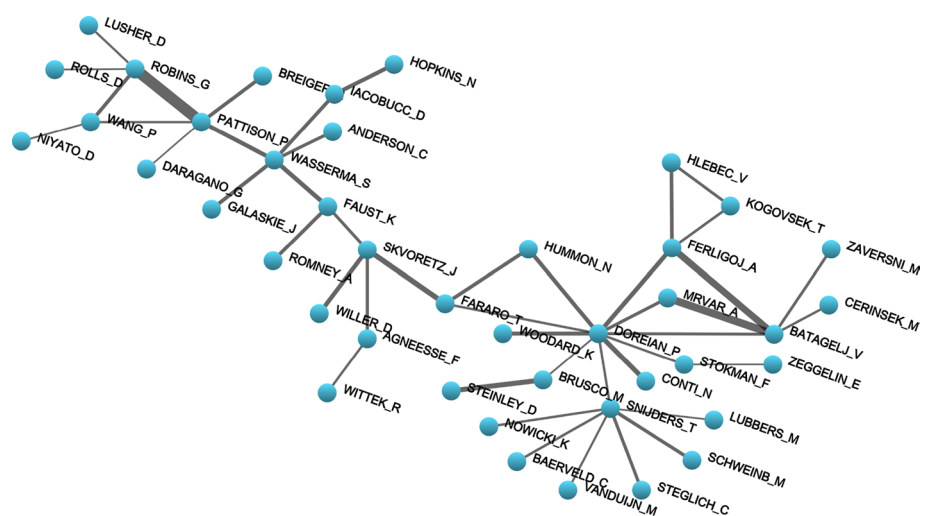 LUSHER_D
HOPKINS_N
ROLLS_D
ROBINS_G
BREIGER
IACOBUCC_D
WANG_P
PATTISON_P
ANDERSON_C
NIYATO_D
DARAGANO_G
WASSERMA_S
GALASKIE_J
FAUST_K
HLEBEC_V
KOGOVSEK_T
ROMNEY_A
SKVORETZ_J
HUMMON_N
FERLIGOJ_A
ZAVERSNI_M
WILLER_D
FARARO_T
MRVAR_A
CERINSEK_M
AGNEESSE_F
WOODARD_K
DOREIAN_P
BATAGELJ_V
WITTEK_R
STOKMAN_F
ZEGGELIN_E
STEINLEY_D
BRUSCO_M
CONTI_N
NOWICKI_K
SNIJDERS_T
LUBBERS_M
BAERVELD_C
SCHWEINB_M
VANDUIJN_M
STEGLICH_C